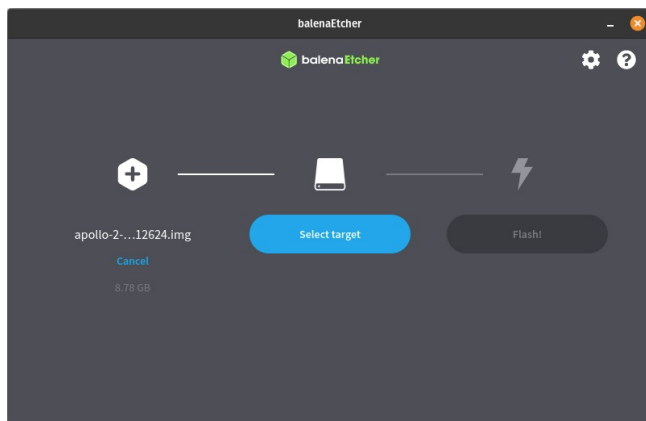 balenaEtcher
balenaEtcher
apollo-2-...12624.img
Select target
Flash!
Cancel
8.78 GB